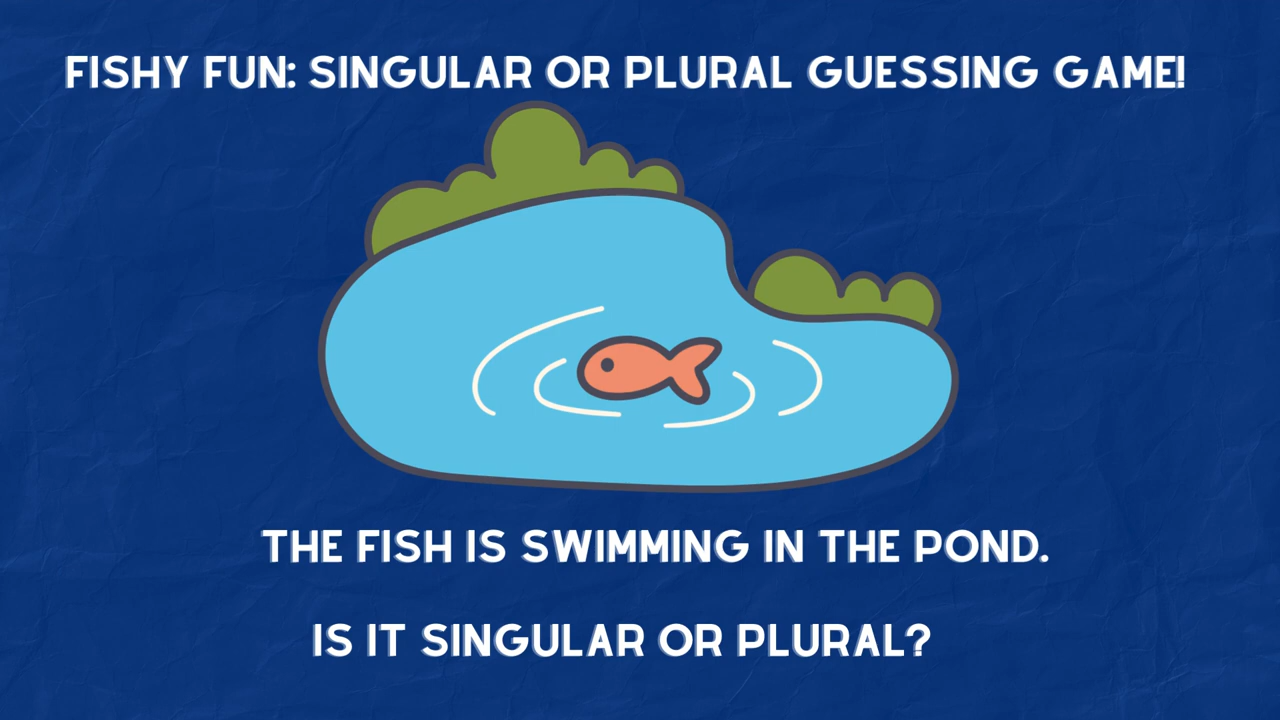 FISHY FUN: SINGULAR OR PLURAL GUESSING GAME!
THE FISH IS SWIMMING IN THE POND.
IS IT SINGULAR OR PLURAL?